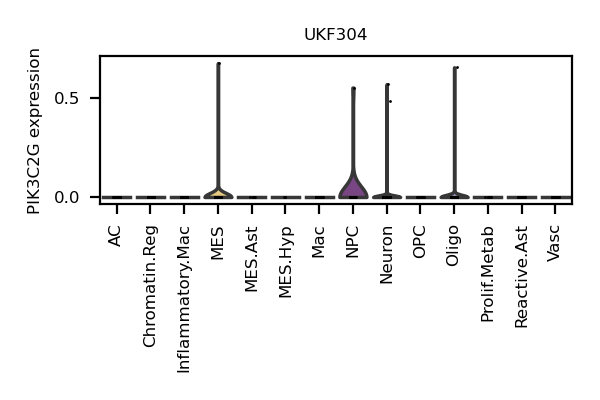 UKF304
PIK3C2G expression
0.5
0.0
AC
Chromatin.Reg
Inflammatory.Mac
MES
MES.Ast
MES.Hyp
Mac
NPC
Neuron
OPC
Oligo
Prolif.Metab
Reactive.Ast
Vasc